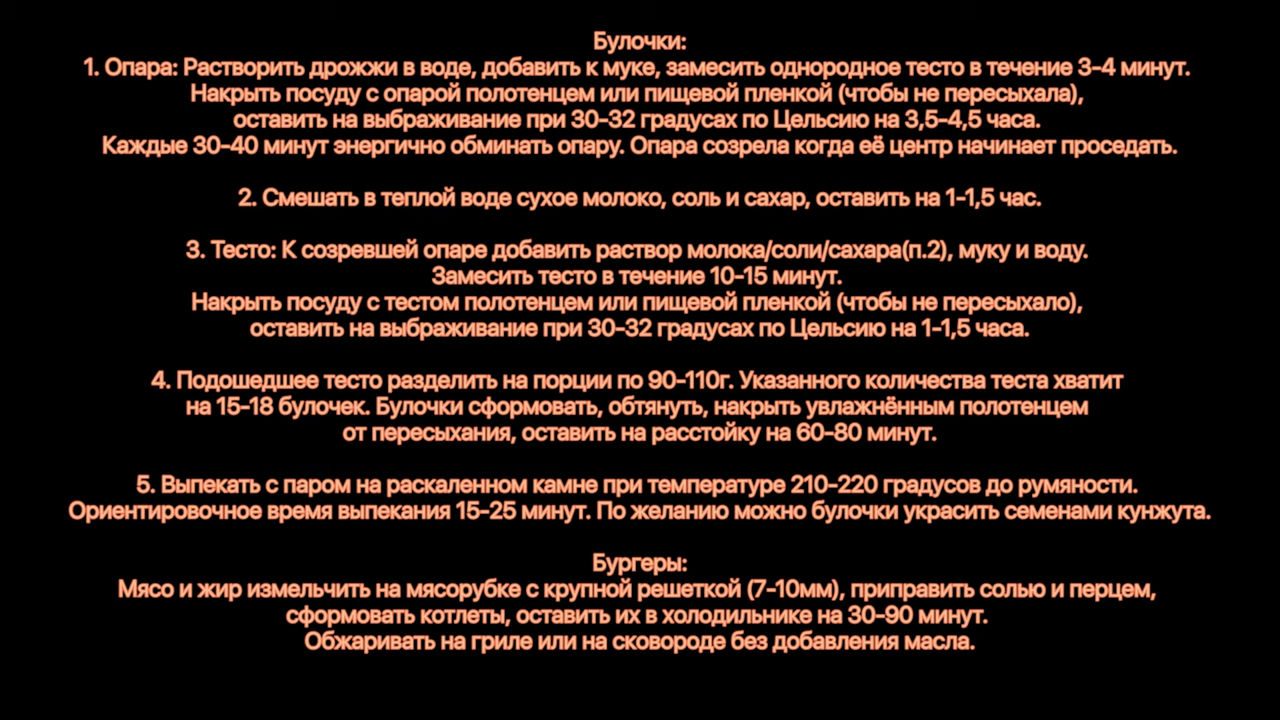 Булочки:
1. Опара: Растворить дрожжи в воде, добавить к муке, замесить однородное тесто в течение 3-4 минут.
Накрыть посуду с опарой полотенцем или пищевой пленкой (чтобы не пересыхала),
оставить на выбраживание при 30-32 градусах по Цельсию на 3,5-4,5 часа.
Каждые 30-40 минут энергично обминать опару. Опара созрела когда её центр начинает проседать.
2. Смешать в теплой воде сухое молоко, соль и сахар, оставить на 1-1,5 час.
3. Тесто: К созревшей опаре добавить раствор молока/соли/сахара(п.2), муку и воду.
Замесить тесто в течение 10-15 минут.
Накрыть посуду с тестом полотенцем или пищевой пленкой (чтобы не пересыхало),
оставить на выбраживание при 30-32 градусах по Цельсию на 1-1,5 часа.
4. Подошедшее тесто разделить на порции по 90-110г. Указанного количества теста хватит
на 15-18 булочек. Булочки сформовать, обтянуть, накрыть увлажнённым полотенцем
от пересыхания, оставить на расстойку на 60-80 минут.
5. Выпекать с паром на раскаленном камне при температуре 210-220 градусов до румяности.
Ориентировочное время выпекания 15-25 минут. По желанию можно булочки украсить семенами кунжута.
Бургеры:
Мясо и жир измельчить на мясорубке с крупной решеткой (7-10мм), приправить солью и перцем,
сформовать котлеты, оставить их в холодильнике на 30-90 минут.
Обжаривать на гриле или на сковороде без добавления масла.